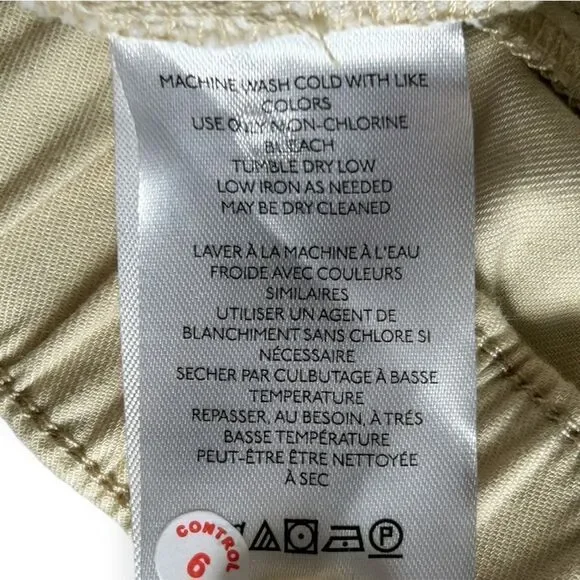 MACHINE WASH COLD WITH LIKE
COLORS
USE ONLY NON-CHLORINE
BLEACH
TUMBLE DRY LOW
LOW IRON AS NEEDED
MAY BE DRY CLEANED
LAVER À LA MACHINE À L'EAU
FROIDE AVEC COULEURS
SIMILAIRES
UTILISER UN AGENT DE
BLANCHIMENT SANS CHLORE SI
NÉCESSAIRE
SECHER PAR CULBUTAGE À BASSE
TEMPERATURE
REPASSER, AU BESOIN, À TRÉS
BASSE TEMPÉRATURE
PEUT-ÊTRE ÊTRE NETTOYÉE
À SEC
CONTROL
6
P